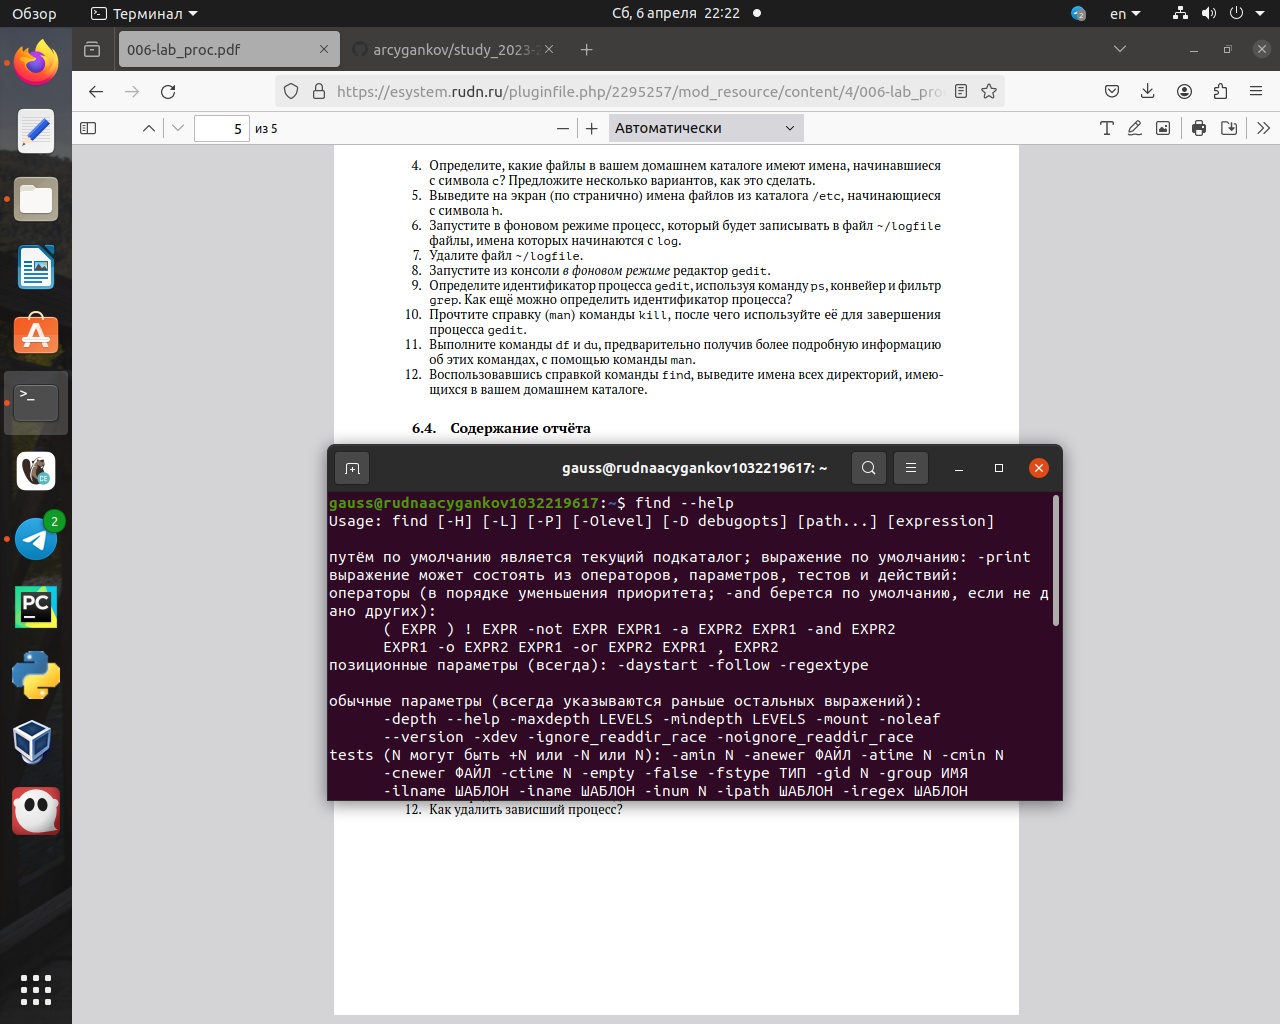 Обзор
Терминал
Сб, 6 апреля 22:22
en
006-lab_proc.pdf
arcygankov/study_2023-2
https://esystem.rudn.ru/pluginfile.php/2295257/mod_resource/content/4/006-lab_pro
5 из 5
Автоматически
4. Определите, какие файлы в вашем домашнем каталоге имеют имена, начинавшиеся
с символа c? Предложите несколько вариантов, как это сделать.
5. Выведите на экран (по странично) имена файлов из каталога /etc, начинающиеся
с символа h.
6. Запустите в фоновом режиме процесс, который будет записывать в файл ~/logfile
файлы, имена которых начинаются с log.
7. Удалите файл ~/logfile.
8. Запустите из консоли в фоновом режиме редактор gedit.
9. Определите идентификатор процесса gedit, используя команду ps, конвейер и фильтр
grep. Как ещё можно определить идентификатор процесса?
10. Прочтите справку (man) команды kill, после чего используйте её для завершения
процесса gedit.
11. Выполните команды df и du, предварительно получив более подробную информацию
об этих командах, с помощью команды man.
12. Воспользовавшись справкой команды find, выведите имена всех директорий, имею-
щихся в вашем домашнем каталоге.
6.4. Содержание отчёта
gauss@rudnaacygankov1032219617: ~
gauss@rudnaacygankov1032219617:~$ find --help
Usage: find [-H] [-L] [-P] [-Olevel] [-D debugopts] [path...] [expression]
путём по умолчанию является текущий подкаталог; выражение по умолчанию: -print
выражение может состоять из операторов, параметров, тестов и действий:
операторы (в порядке уменьшения приоритета; -and берется по умолчанию, если не д
ано других):
( EXPR ) ! EXPR -not EXPR EXPR1 -a EXPR2 EXPR1 -and EXPR2
EXPR1 -o EXPR2 EXPR1 -or EXPR2 EXPR1 , EXPR2
позиционные параметры (всегда): -daystart -follow -regextype
обычные параметры (всегда указываются раньше остальных выражений):
-depth --help -maxdepth LEVELS -mindepth LEVELS -mount -noleaf
--version -xdev -ignore_readdir_race -noignore_readdir_race
tests (N могут быть +N или -N или N): -amin N -anewer ФАЙЛ -atime N -cmin N
-cnewer ФАЙЛ -ctime N -empty -false -fstype ТИП -gid N -group ИМЯ
-ilname ШАБЛОН -iname ШАБЛОН -inum N -ipath ШАБЛОН -iregex ШАБЛОН
12. Как удалить зависший процесс?
2
PC